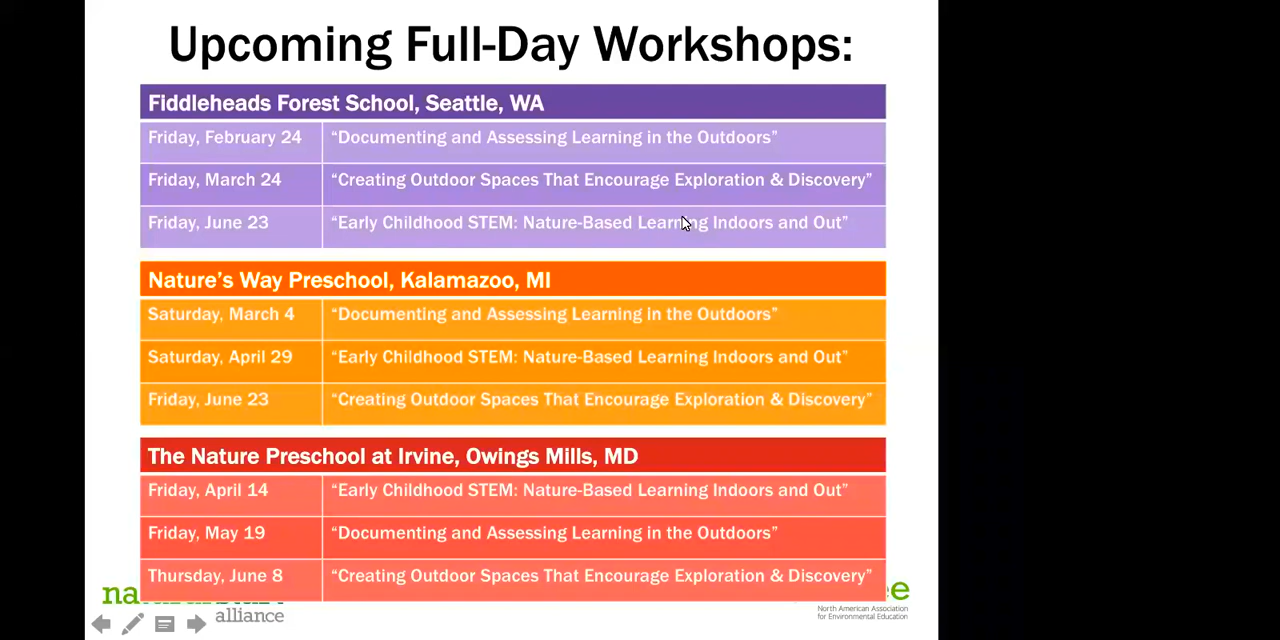 Upcoming Full-Day Workshops:
Fiddleheads Forest School, Seattle, WA
Friday, February 24 “Documenting and Assessing Learning in the Outdoors”
Friday, March 24 “Creating Outdoor Spaces That Encourage Exploration & Discovery”
Friday, June 23 “Early Childhood STEM: Nature-Based Learning Indoors and Out”
Nature’s Way Preschool, Kalamazoo, MI
Saturday, March 4 “Documenting and Assessing Learning in the Outdoors”
Saturday, April 29 “Early Childhood STEM: Nature-Based Learning Indoors and Out”
Friday, June 23 “Creating Outdoor Spaces That Encourage Exploration & Discovery”
The Nature Preschool at Irvine, Owings Mills, MD
Friday, April 14 “Early Childhood STEM: Nature-Based Learning Indoors and Out”
Friday, May 19 “Documenting and Assessing Learning in the Outdoors”
Thursday, June 8 “Creating Outdoor Spaces That Encourage Exploration & Discovery”
alliance
North American Association
for Environmental Education